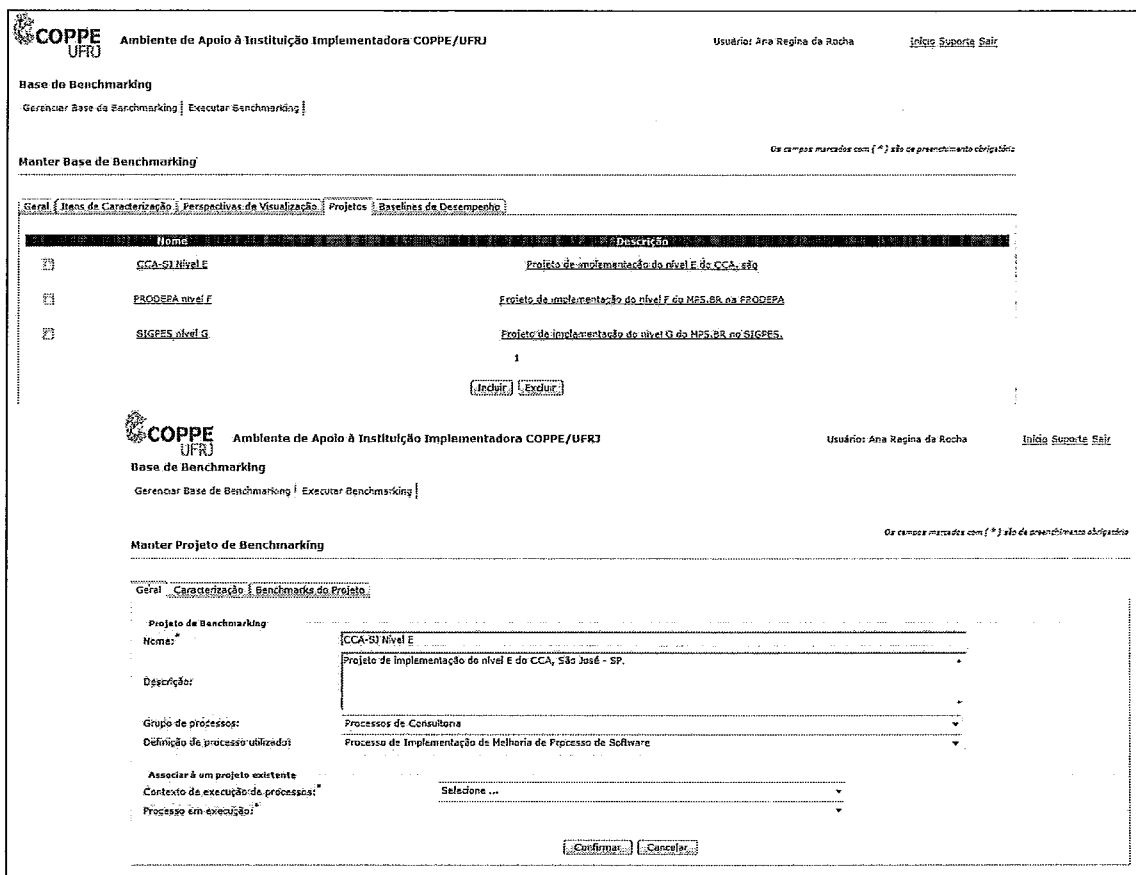 COPPE UFRJ Ambiente de Apoio à Instituição Implementadora COPPE/UFRJ Usuário: Ana Regina da Rocha Início Suporte Sair
Base de Benchmarking
Gerenciar Base de Benchmarking Executar Benchmarking
Os campos marcados com ( * ) são de preenchimento obrigatório
Manter Base de Benchmarking
Geral Itens de Caracterização Perspectivas de Visualização Projetos Baselines de Desempenho
Nome Descrição
CCA-SJ Nível E Projeto de implementação do nível E do CCA, são
PRODEPA nível F Projeto de implementação do nível F do MPS.BR na PRODEPA
SIGPES nível G Projeto de implementação do nível G do MPS.BR no SIGPES.
1
Incluir Excluir
COPPE UFRJ Ambiente de Apoio à Instituição Implementadora COPPE/UFRJ Usuário: Ana Regina da Rocha Início Suporte Sair
Base de Benchmarking
Gerenciar Base de Benchmarking Executar Benchmarking
Os campos marcados com ( * ) são de preenchimento obrigatório
Manter Projeto de Benchmarking
Geral Caracterização Benchmarks do Projeto
Projeto de Benchmarking
Nome:* CCA-SJ Nível E
Projeto de implementação do nível E do CCA, São José - SP.
Descrição:
Grupo de processos: Processos de Consultoria
Definição de processo utilizado: Processo de Implementação de Melhoria de Processo de Software
Associar à um projeto existente
Contexto de execução de processos:* Selecione ...
Processo em execução:*
Confirmar Cancelar